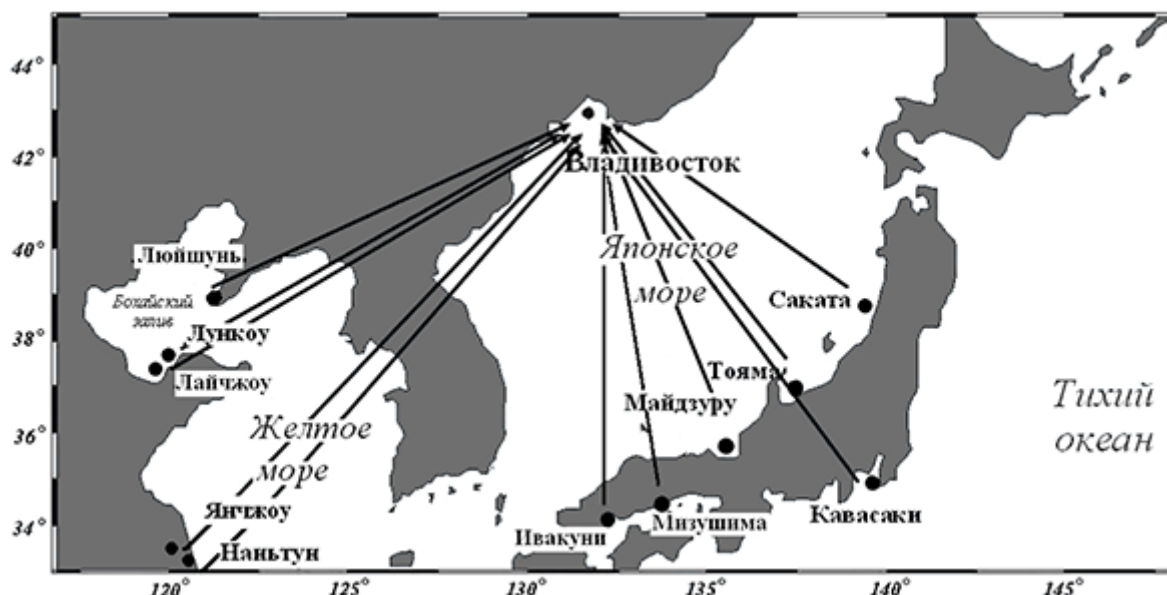 44°
42°
40°
38°
36°
34°
Владивосток
Люйшунь
Бохайский
залив
Лункоу
Лайчжоу
Японское
море
Саката
Тояма
Майдзуру
Желтое
море
Тихий
океан
Янчжоу
Наньтун
Ивакуни
Мизушима
Кавасаки
120°
125°
130°
135°
140°
145°